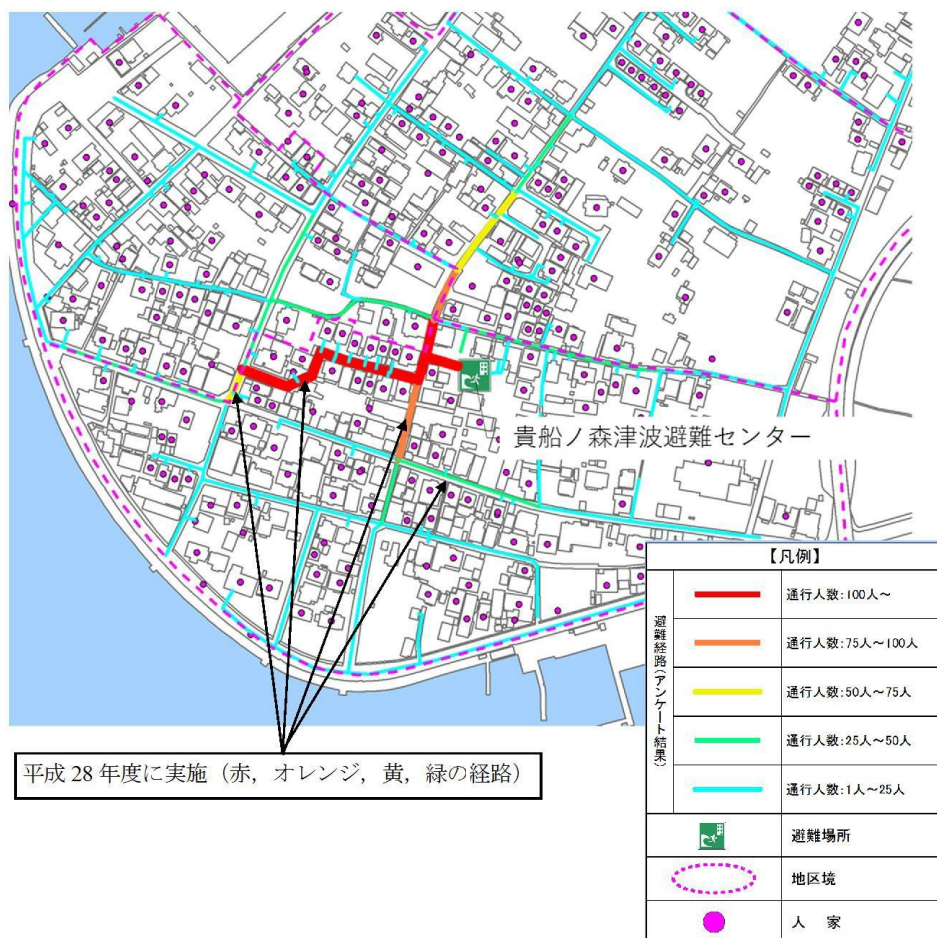 貴船ノ森津波避難センター
平成 28 年度に実施（赤，オレンジ，黄，緑の経路）
【凡例】
避難経路(アンケート結果)
通行人数:100人～
通行人数:75人～100人
通行人数:50人～75人
通行人数:25人～50人
通行人数:1人～25人
避難場所
地区境
人　家